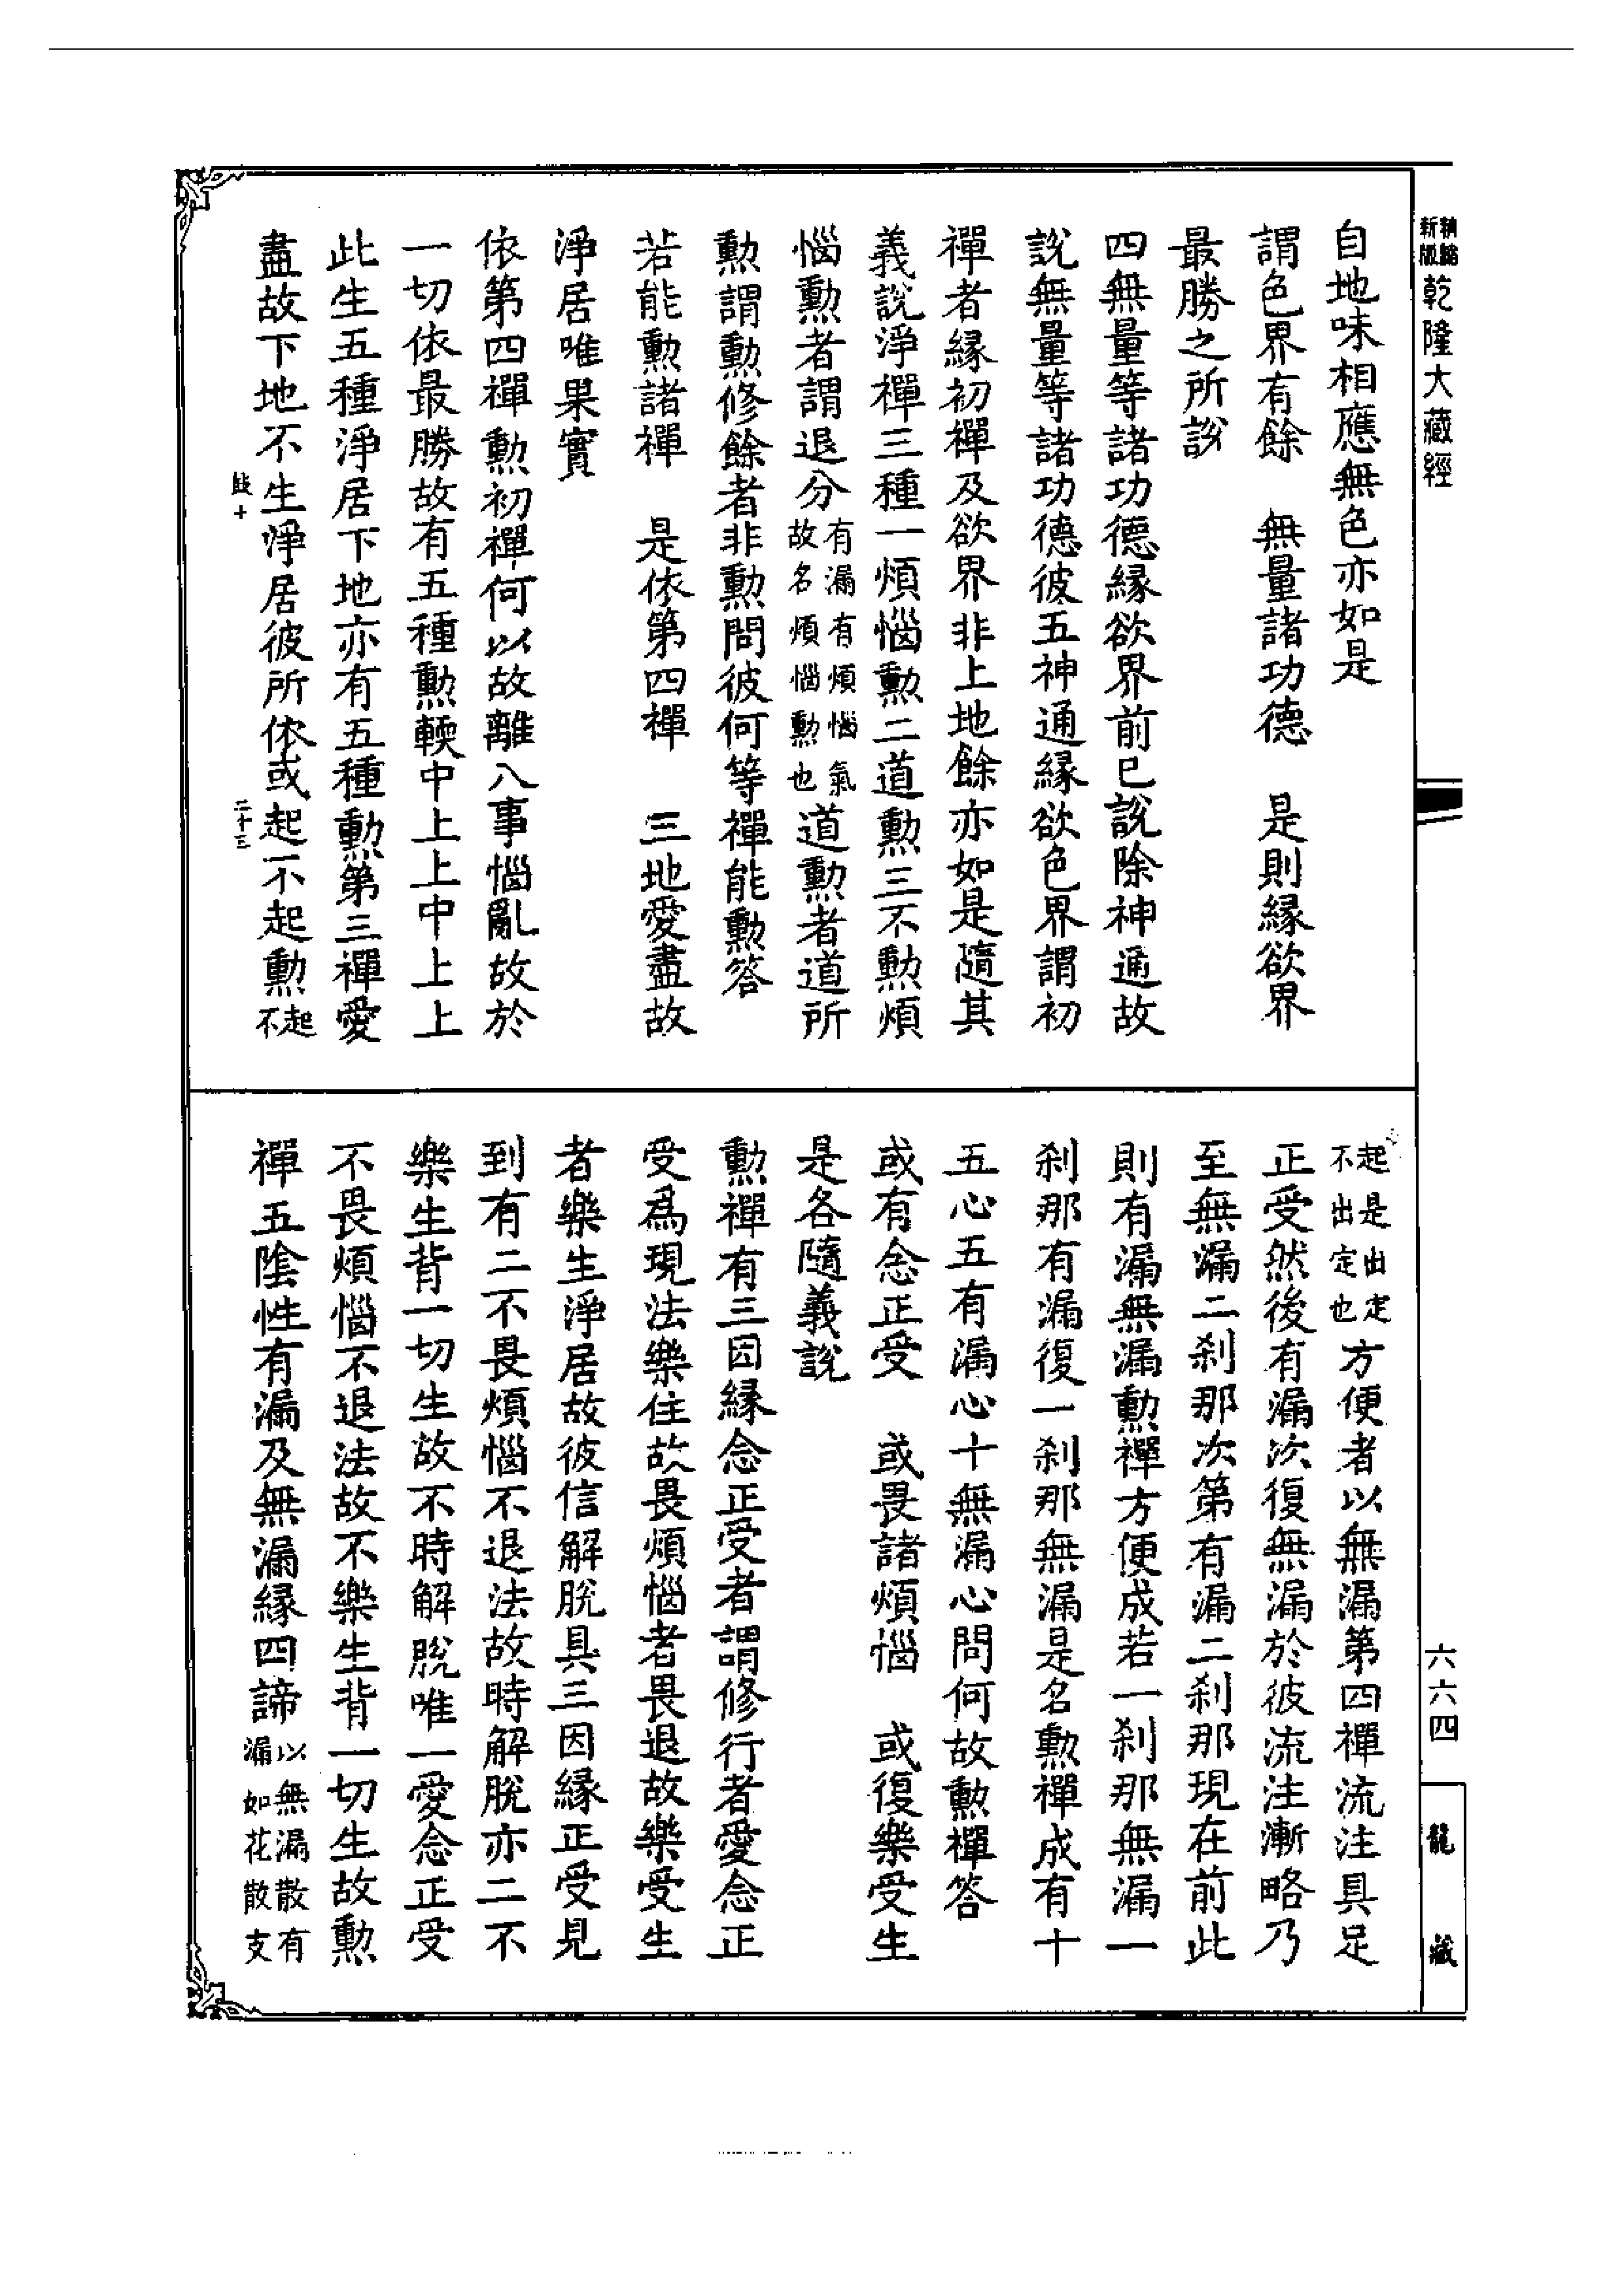 新版
精縮
乾隆大藏經
自地味相應無色亦如是
謂色界有餘　無量諸功德　是則緣欲界
最勝之所說
四無量等諸功德緣欲界前已說除神通故
說無量等諸功德彼五神通緣欲色界謂初
禪者緣初禪及欲界非上地餘亦如是隨其
義說淨禪三種一煩惱勳二道勳三不勳煩
惱勳者謂退分有漏有煩惱氣故名煩惱勳也道勳者道所
勳謂勳修餘者非勳問彼何等禪能勳答
若能勳諸禪　是依第四禪　三地愛盡故
淨居唯果實
依第四禪勳初禪何以故離八事惱亂故於
一切依最勝故有五種勳輭中上上中上上
此生五種淨居下地亦有五種勳第三禪愛
盡故下地不生淨居彼所依或起不起勳起不
二十三
起是出定不出定也方便者以無漏第四禪流注具足
正受然後有漏次復無漏於彼流注漸略乃
至無漏二刹那次第有漏二刹那現在前此
則有漏無漏勳禪方便成若一刹那無漏一
刹那有漏復一刹那無漏是名勳禪成有十
五心五有漏心十無漏心問何故勳禪答
或有念正受　或畏諸煩惱　或復樂受生
是各隨義說
勳禪有三因緣念正受者謂修行者愛念正
受爲現法樂住故畏煩惱者畏退故樂受生
者樂生淨居故彼信解脫具三因緣正受見
到有二不畏煩惱不退法故時解脫亦二不
樂生背一切生故不時解脫唯一愛念正受
不畏煩惱不退法故不樂生背一切生故勳
禪五陰性有漏及無漏緣四諦以無漏散有漏如花散支
六六四
龍藏